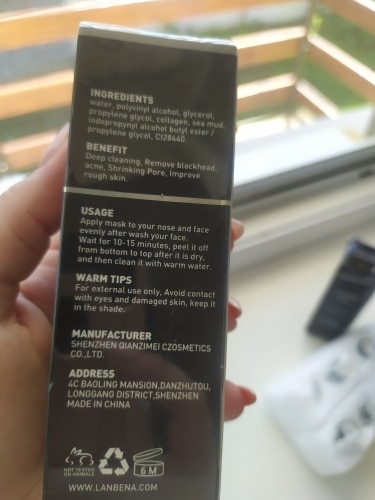 INGREDIENTS
water, polyvinyl alcohol, glycerol,
propylene glycol, collagen, sea mud,
iodopropynyl alcohol butyl ester /
propylene glycol, CI28440.
BENEFIT
Deep cleaning, Remove blackhead,
acne, Shrinking Pore, Improve
rough skin.
USAGE
Apply mask to your nose and face
evenly after wash your face.
Wait for 10-15 minutes, peel it off
from bottom to top after it is dry,
and then clean it with warm water.
WARM TIPS
For external use only, Avoid contact
with eyes and damaged skin, keep it
in the shade.
MANUFACTURER
SHENZHEN QIANZIMEI CZOSMETICS
CO.,LTD.
ADDRESS
4C BAOLING MANSION,DANZHUTOU,
LONGGANG DISTRICT,SHENZHEN
MADE IN CHINA
NOT TESTED
ON ANIMALS
6M
WWW.LANBENA.COM